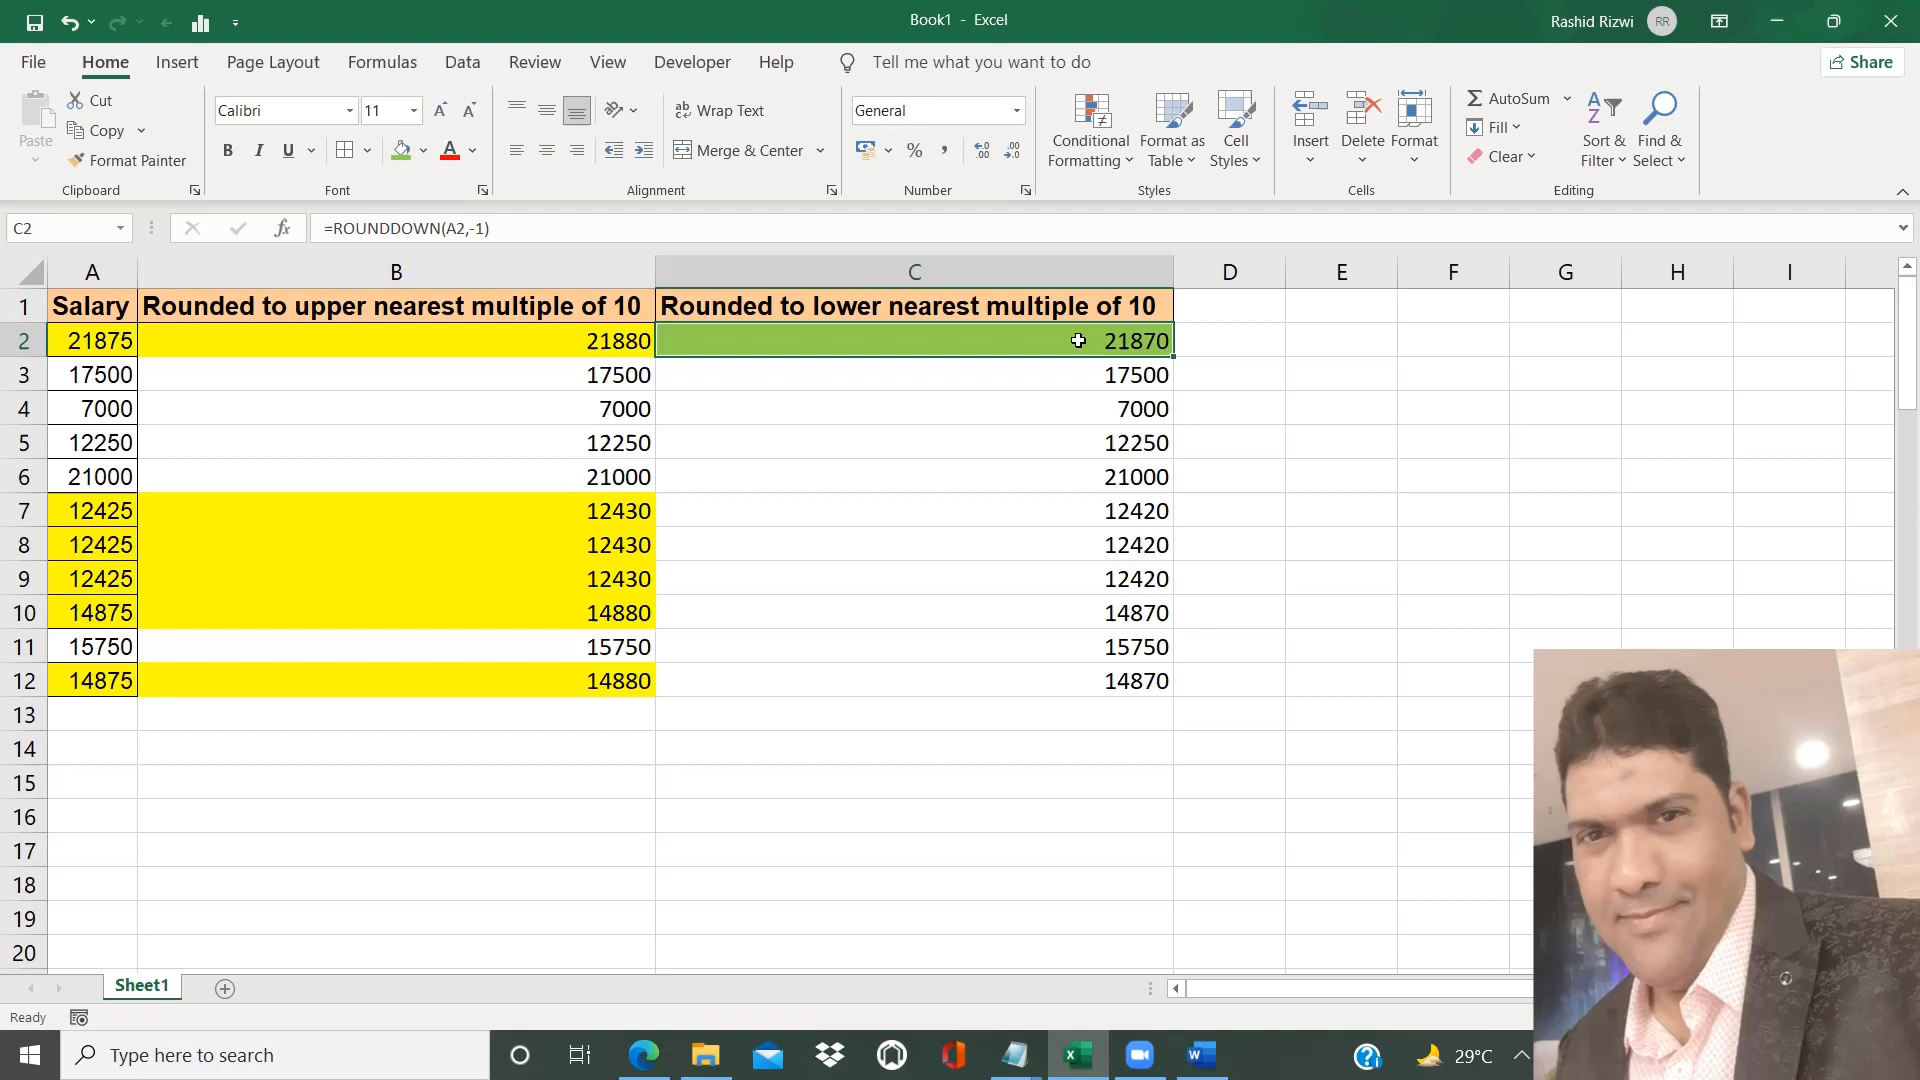 Book1 - Excel
Rashid Rizwi RR
File Home Insert Page Layout Formulas Data Review View Developer Help Tell me what you want to do Share
Paste
Cut
Copy
Format Painter
Clipboard
Calibri 11 A A
B I U A
Font
Wrap Text
Merge & Center
Alignment
General
% ,
Number
Conditional Formatting
Format as Table
Cell Styles
Styles
Insert Delete Format
Cells
AutoSum
Fill
Clear
Sort & Filter
Find & Select
Editing
C2 fx =ROUNDDOWN(A2,-1)
A B C D E F G H I
1 Salary Rounded to upper nearest multiple of 10 Rounded to lower nearest multiple of 10
2 21875 21880 21870
3 17500 17500 17500
4 7000 7000 7000
5 12250 12250 12250
6 21000 21000 21000
7 12425 12430 12420
8 12425 12430 12420
9 12425 12430 12420
10 14875 14880 14870
11 15750 15750 15750
12 14875 14880 14870
13
14
15
16
17
18
19
20
Sheet1
Ready
Type here to search
29°C